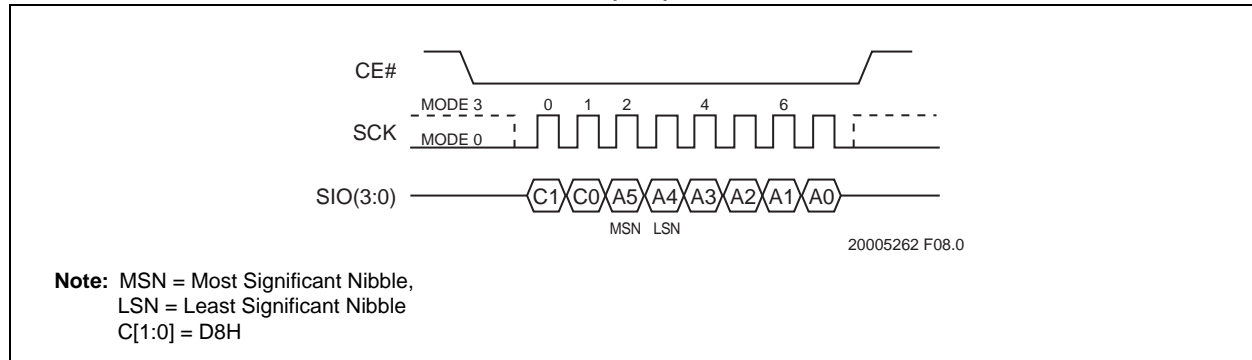 CE#
MODE 3 0 1 2 4 6
SCK
MODE 0
SIO(3:0) C1 C0 A5 A4 A3 A2 A1 A0
MSN LSN
20005262 F08.0
Note: MSN = Most Significant Nibble,
LSN = Least Significant Nibble
C[1:0] = D8H